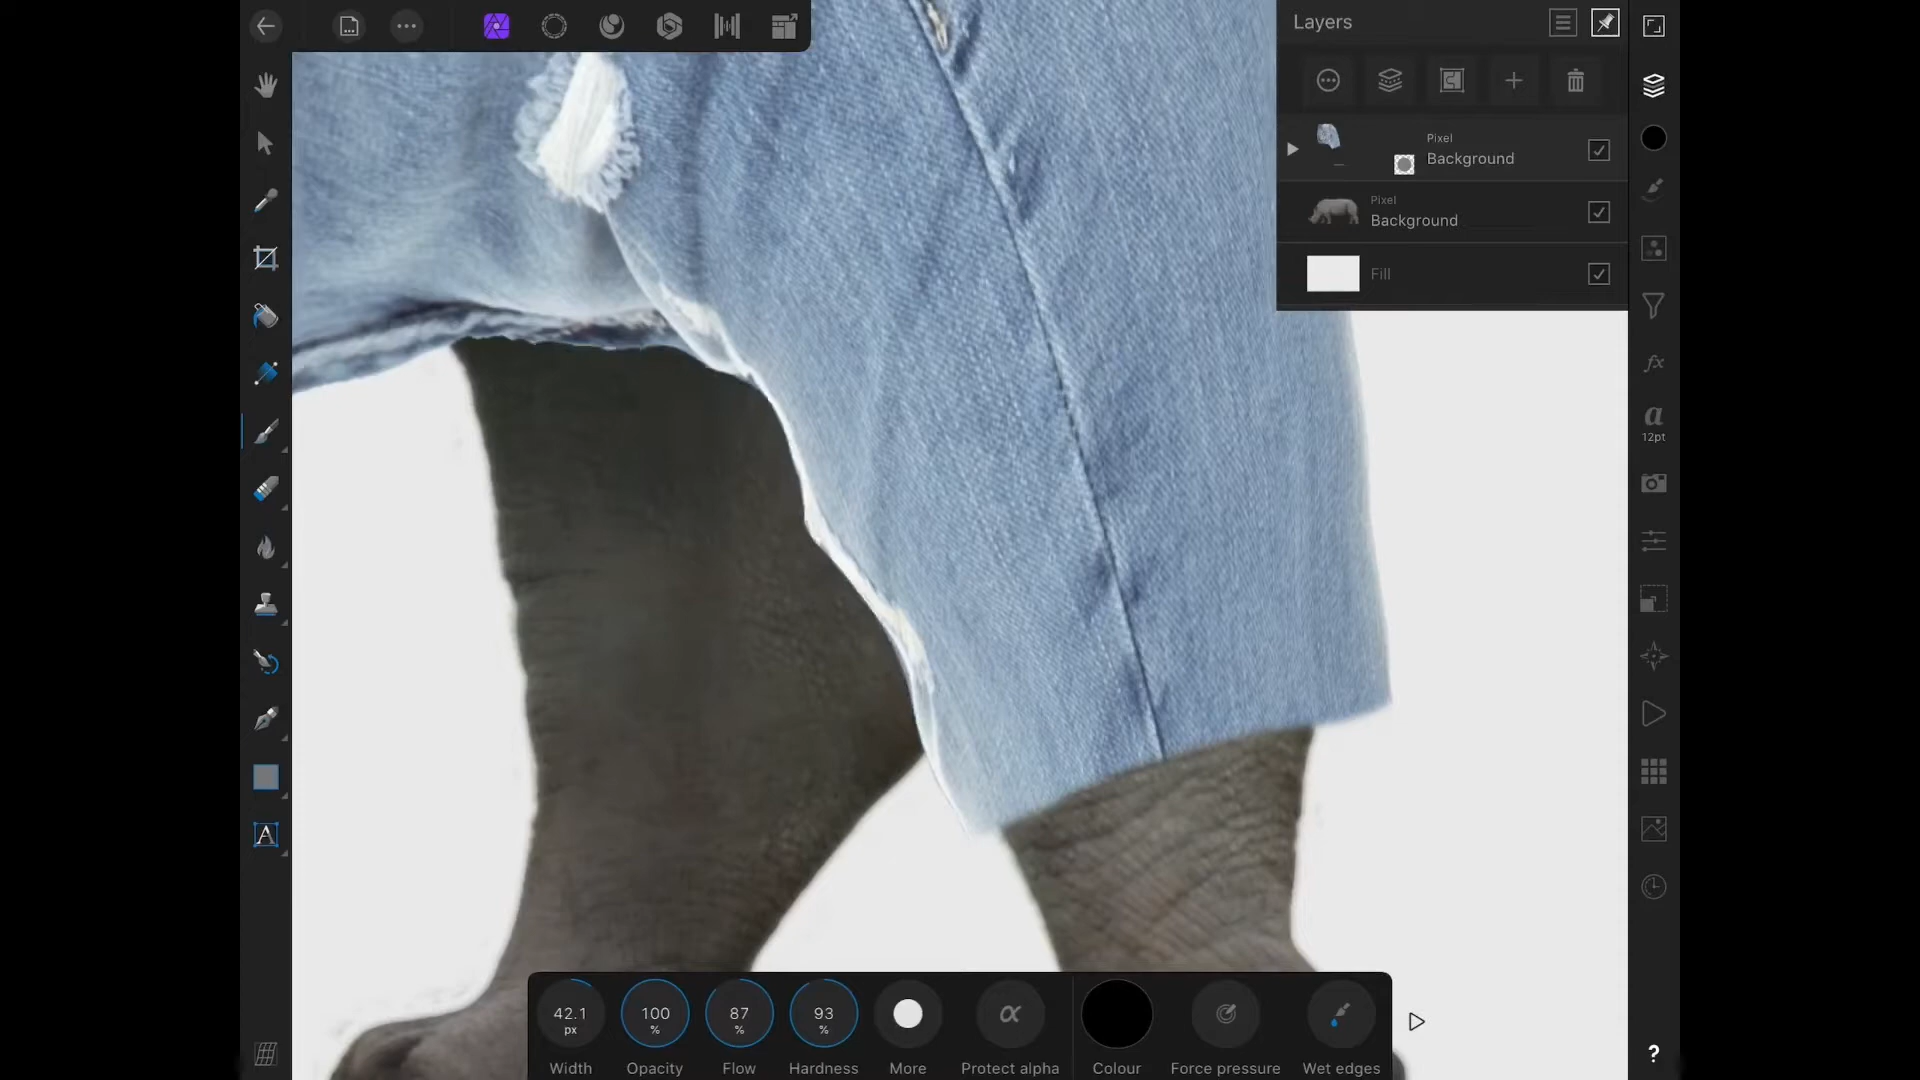 Layers
Pixel
Background
Pixel
Background
Fill
a
12pt
A
42.1
px
100
%
87
%
93
%
α
Width
Opacity
Flow
Hardness
More
Protect alpha
Colour
Force pressure
Wet edges
fx
?